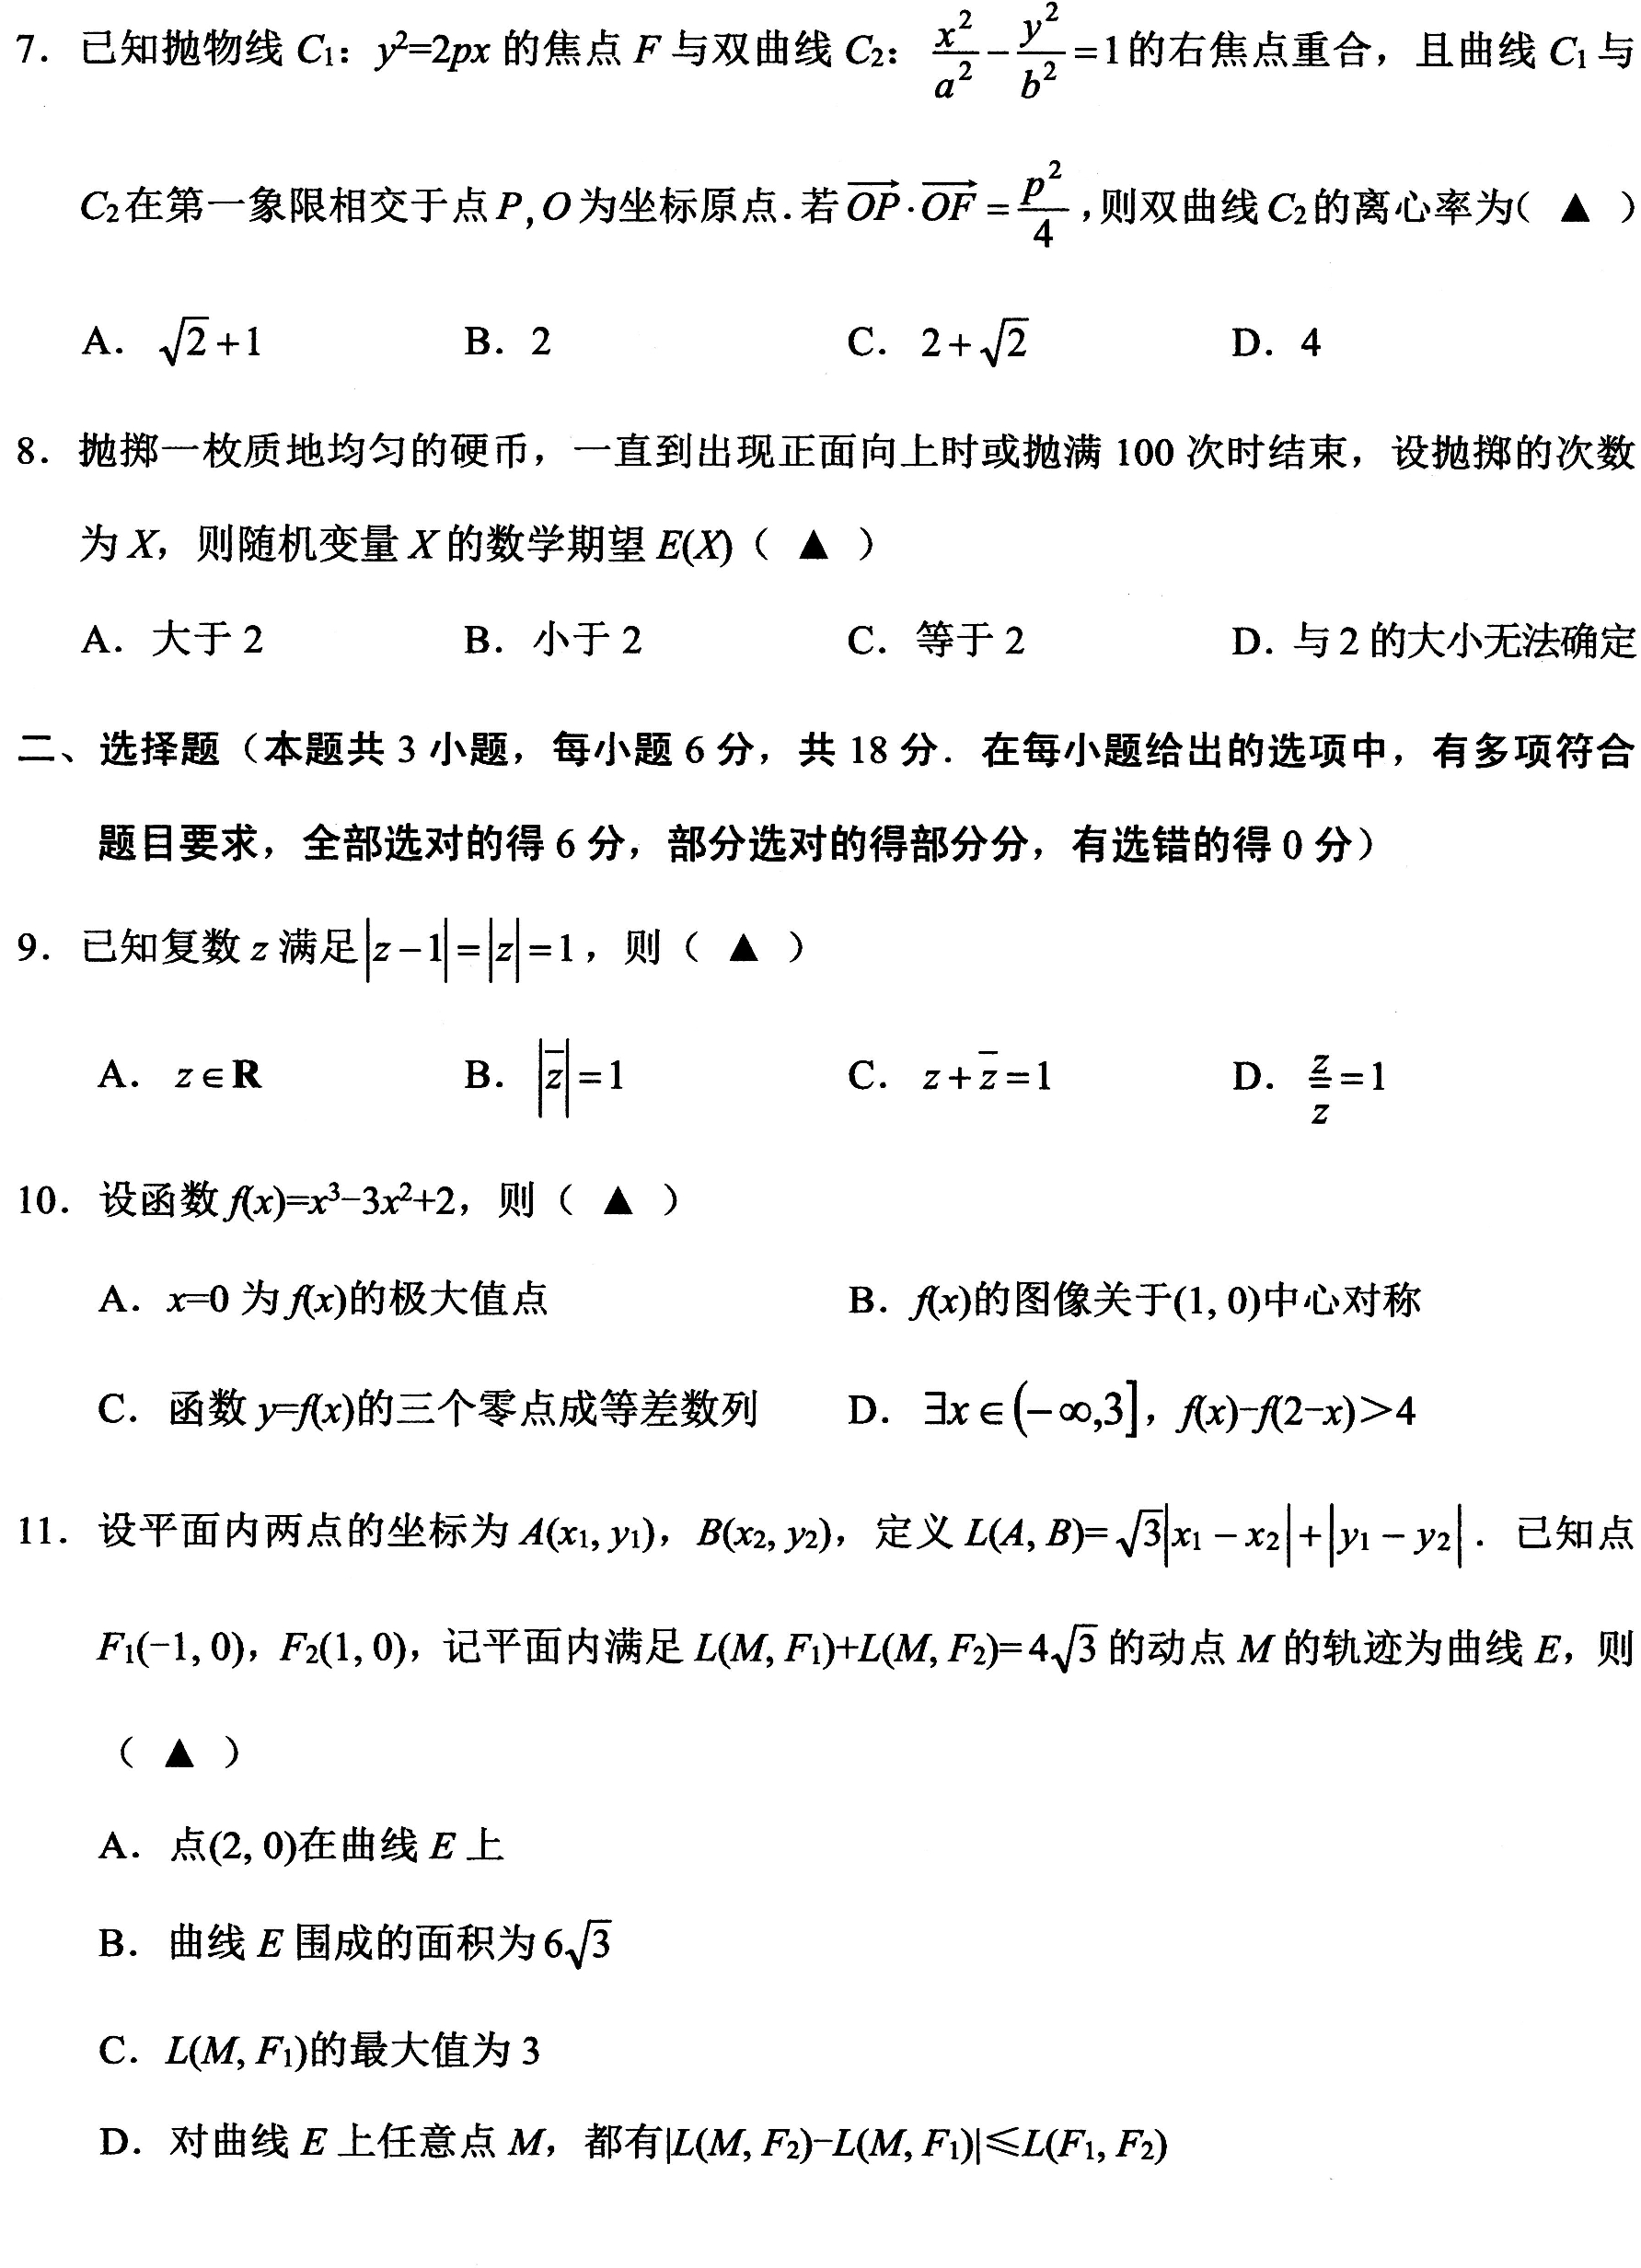 7. 已知抛物线 C₁：y²=2px 的焦点 F 与双曲线 C₂：x²/a² − y²/b² = 1的右焦点重合，且曲线 C₁与
C₂在第一象限相交于点 P, O 为坐标原点.若 \overrightarrow{OP}·\overrightarrow{OF} = p²/4 ,则双曲线 C₂的离心率为( ▲ )
A. √2+1 B. 2 C. 2+√2 D. 4
8. 抛掷一枚质地均匀的硬币，一直到出现正面向上时或抛满 100 次时结束，设抛掷的次数
为 X，则随机变量 X 的数学期望 E(X)（ ▲ ）
A. 大于 2 B. 小于 2 C. 等于 2 D. 与 2 的大小无法确定
二、选择题（本题共 3 小题，每小题 6 分，共 18 分．在每小题给出的选项中，有多项符合
题目要求，全部选对的得 6 分，部分选对的得部分分，有选错的得 0 分）
9. 已知复数 z 满足|z−1|=|z|=1，则（ ▲ ）
A. z∈R B. |z̄|=1 C. z+z̄=1 D. z/z̄=1
10. 设函数 f(x)=x³−3x²+2，则（ ▲ ）
A. x=0 为 f(x)的极大值点 B. f(x)的图像关于(1, 0)中心对称
C. 函数 y=f(x)的三个零点成等差数列 D. ∃x∈(−∞,3]，f(x)−f(2−x)＞4
11. 设平面内两点的坐标为 A(x₁, y₁)，B(x₂, y₂)，定义 L(A, B)=√3|x₁−x₂|+|y₁−y₂|．已知点
F₁(−1, 0)，F₂(1, 0)，记平面内满足 L(M, F₁)+L(M, F₂)=4√3 的动点 M 的轨迹为曲线 E，则
（ ▲ ）
A. 点(2, 0)在曲线 E 上
B. 曲线 E 围成的面积为 6√3
C. L(M, F₁)的最大值为 3
D. 对曲线 E 上任意点 M，都有|L(M, F₂)−L(M, F₁)|≤L(F₁, F₂)